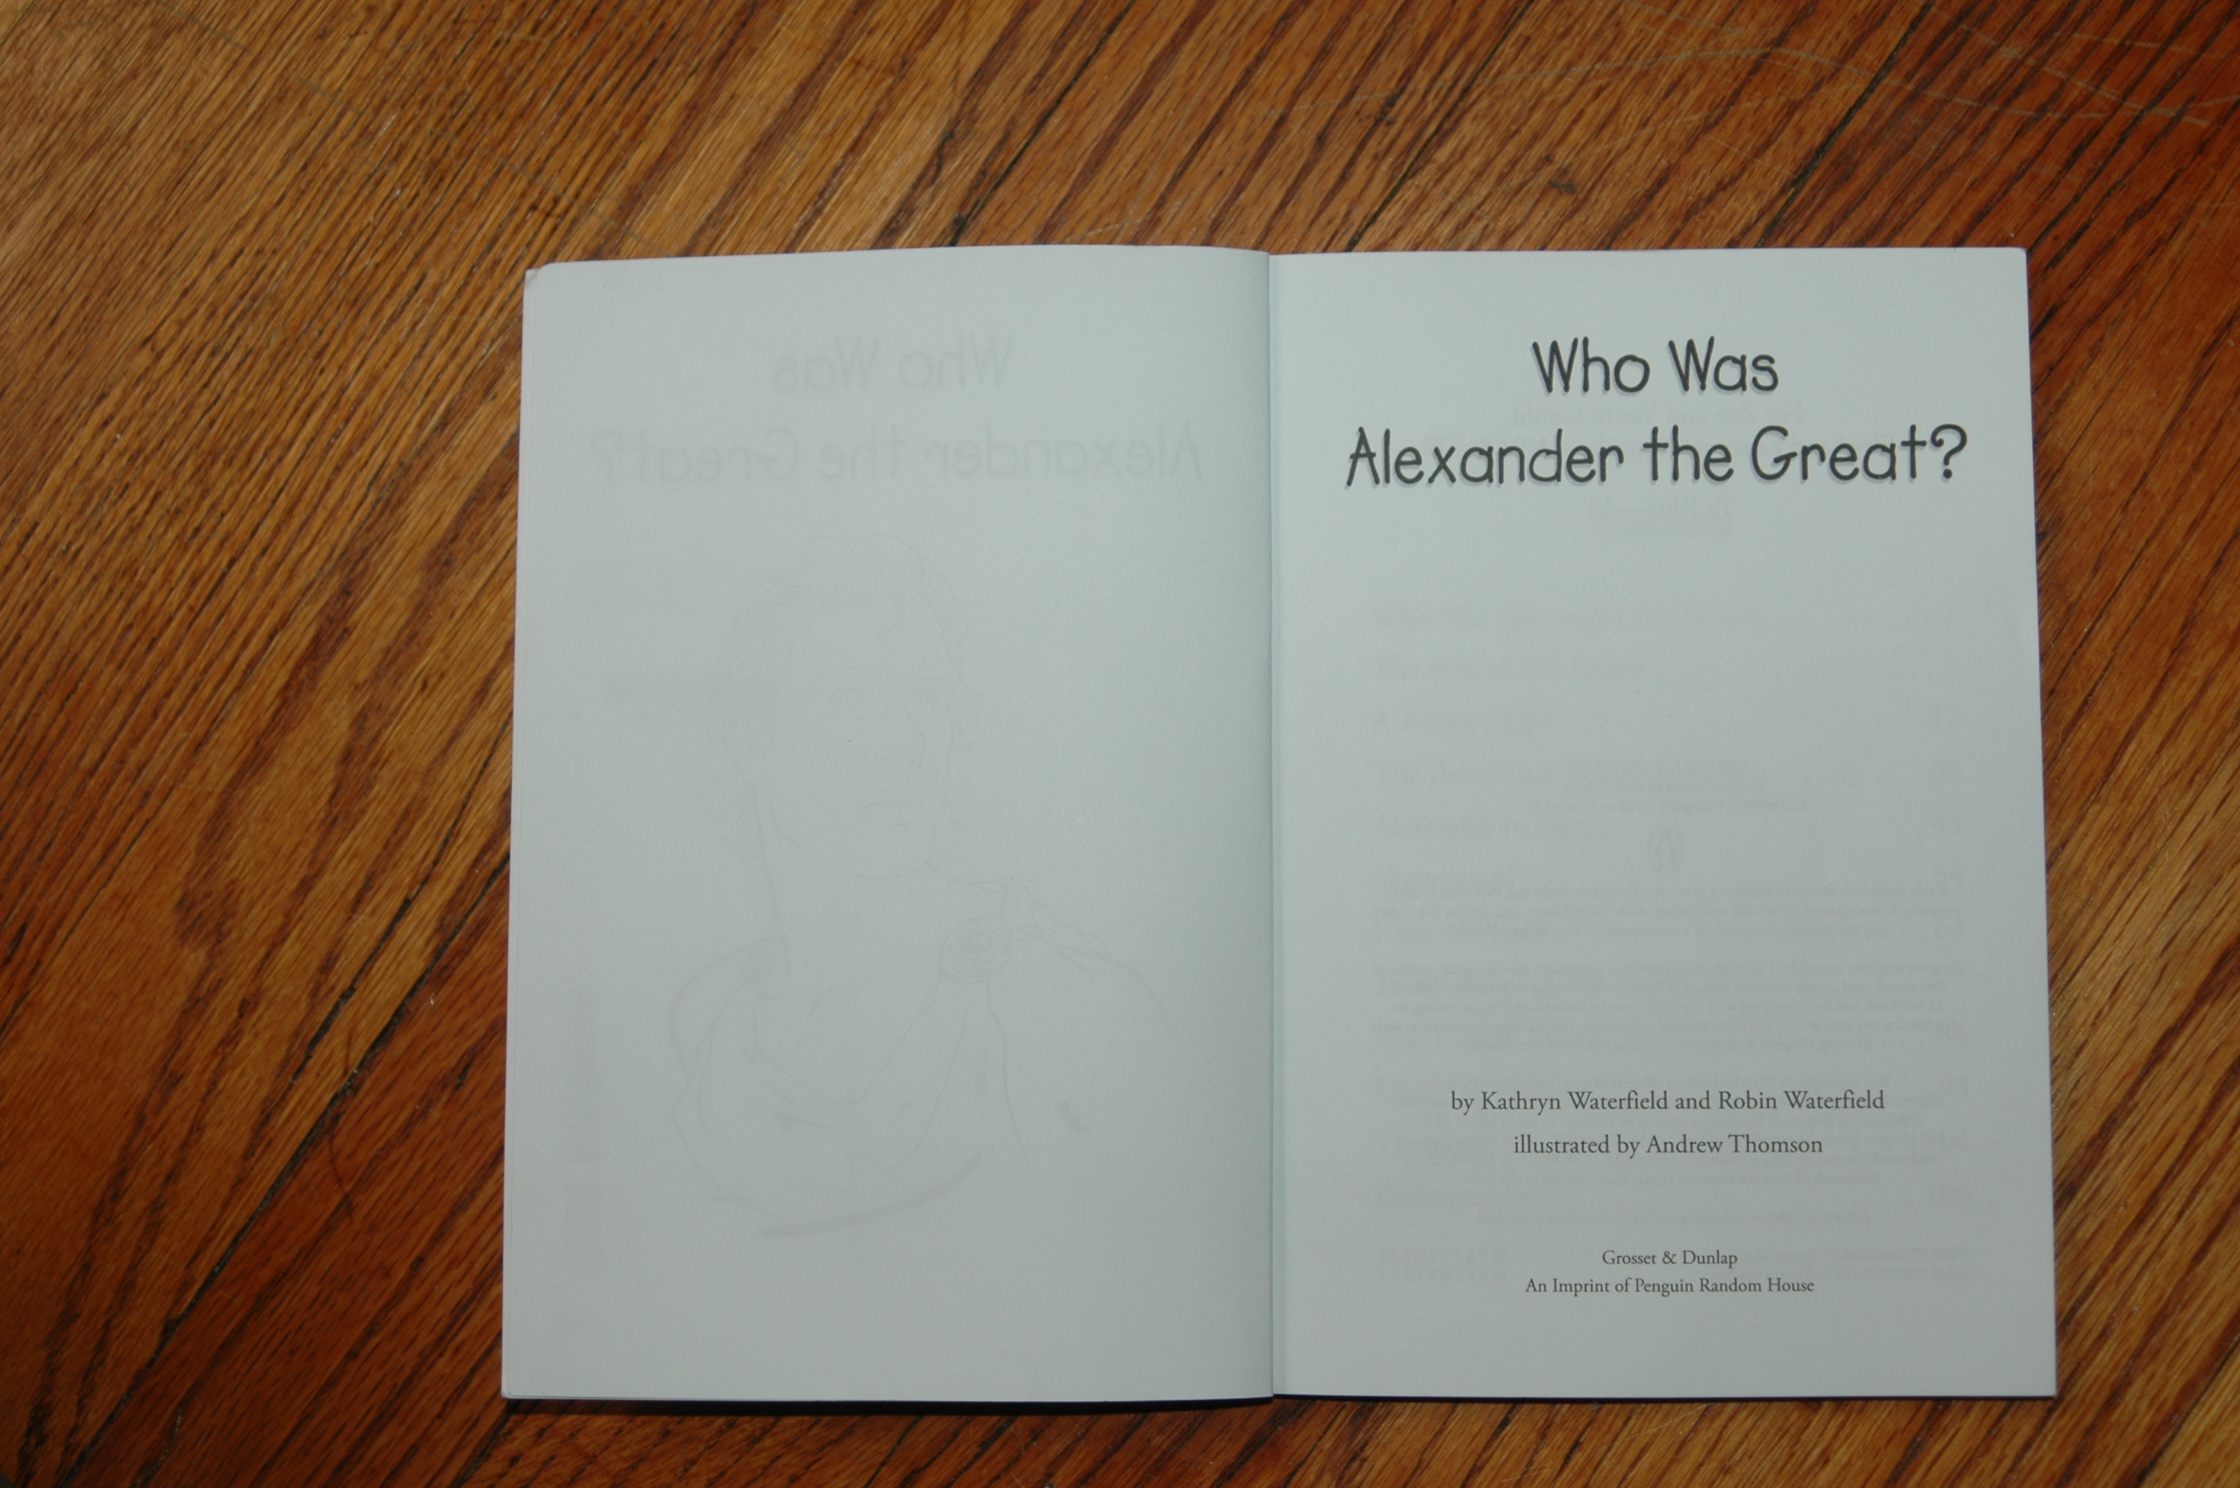 Who Was
Alexander the Great?
by Kathryn Waterfield and Robin Waterfield
illustrated by Andrew Thomson
Grosset & Dunlap
An Imprint of Penguin Random House